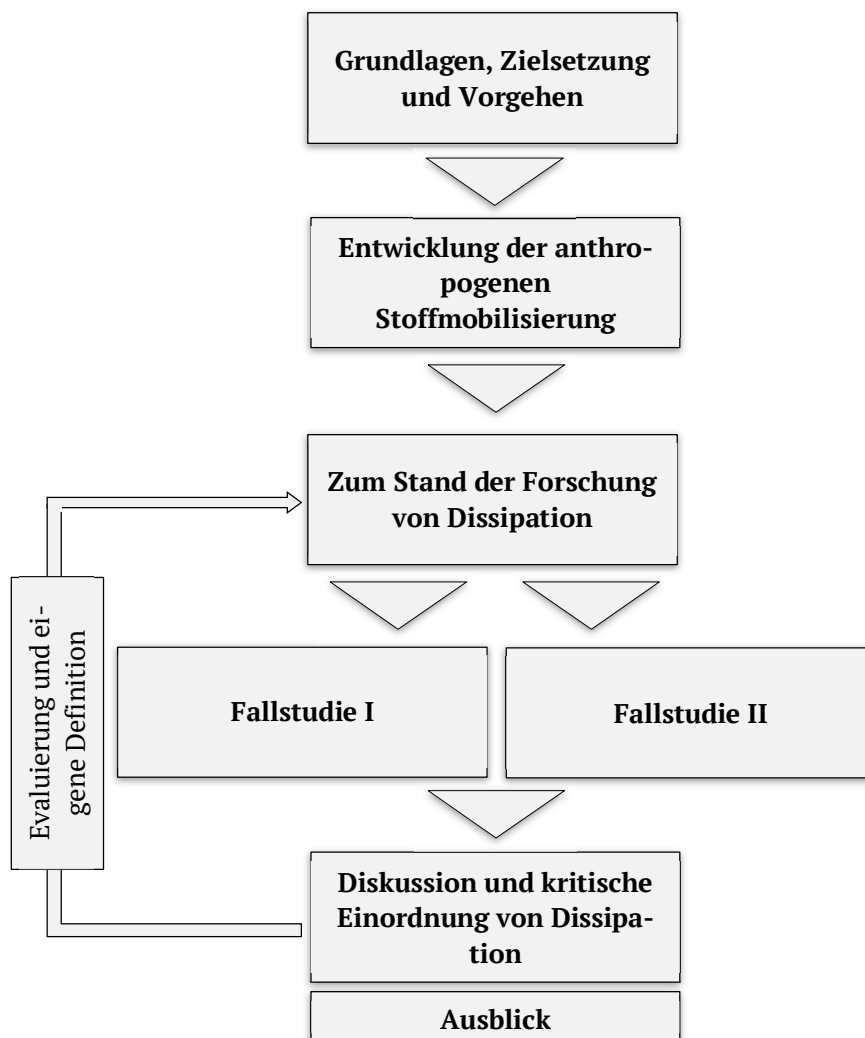 Grundlagen, Zielsetzung
und Vorgehen
Entwicklung der anthro-
pogenen
Stoffmobilisierung
Zum Stand der Forschung
von Dissipation
Evaluierung und ei-
gene Definition
Fallstudie I
Fallstudie II
Diskussion und kritische
Einordnung von Dissipa-
tion
Ausblick